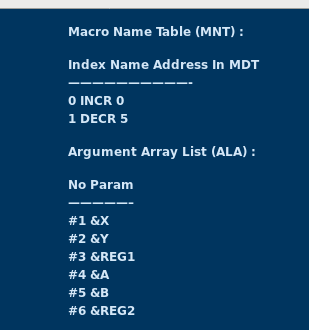 Macro Name Table (MNT) :
Index Name Address In MDT
——————————-
0 INCR 0
1 DECR 5
Argument Array List (ALA) :
No Param
—————–
#1 &X
#2 &Y
#3 &REG1
#4 &A
#5 &B
#6 &REG2